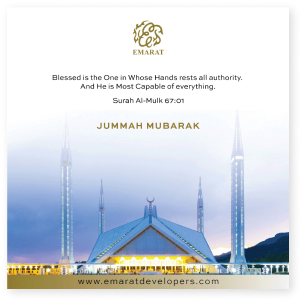 EMARAT
Blessed is the One in Whose Hands rests all authority.
And He is Most Capable of everything.
Surah Al-Mulk 67:01
JUMMAH MUBARAK
www.emaratdevelopers.com